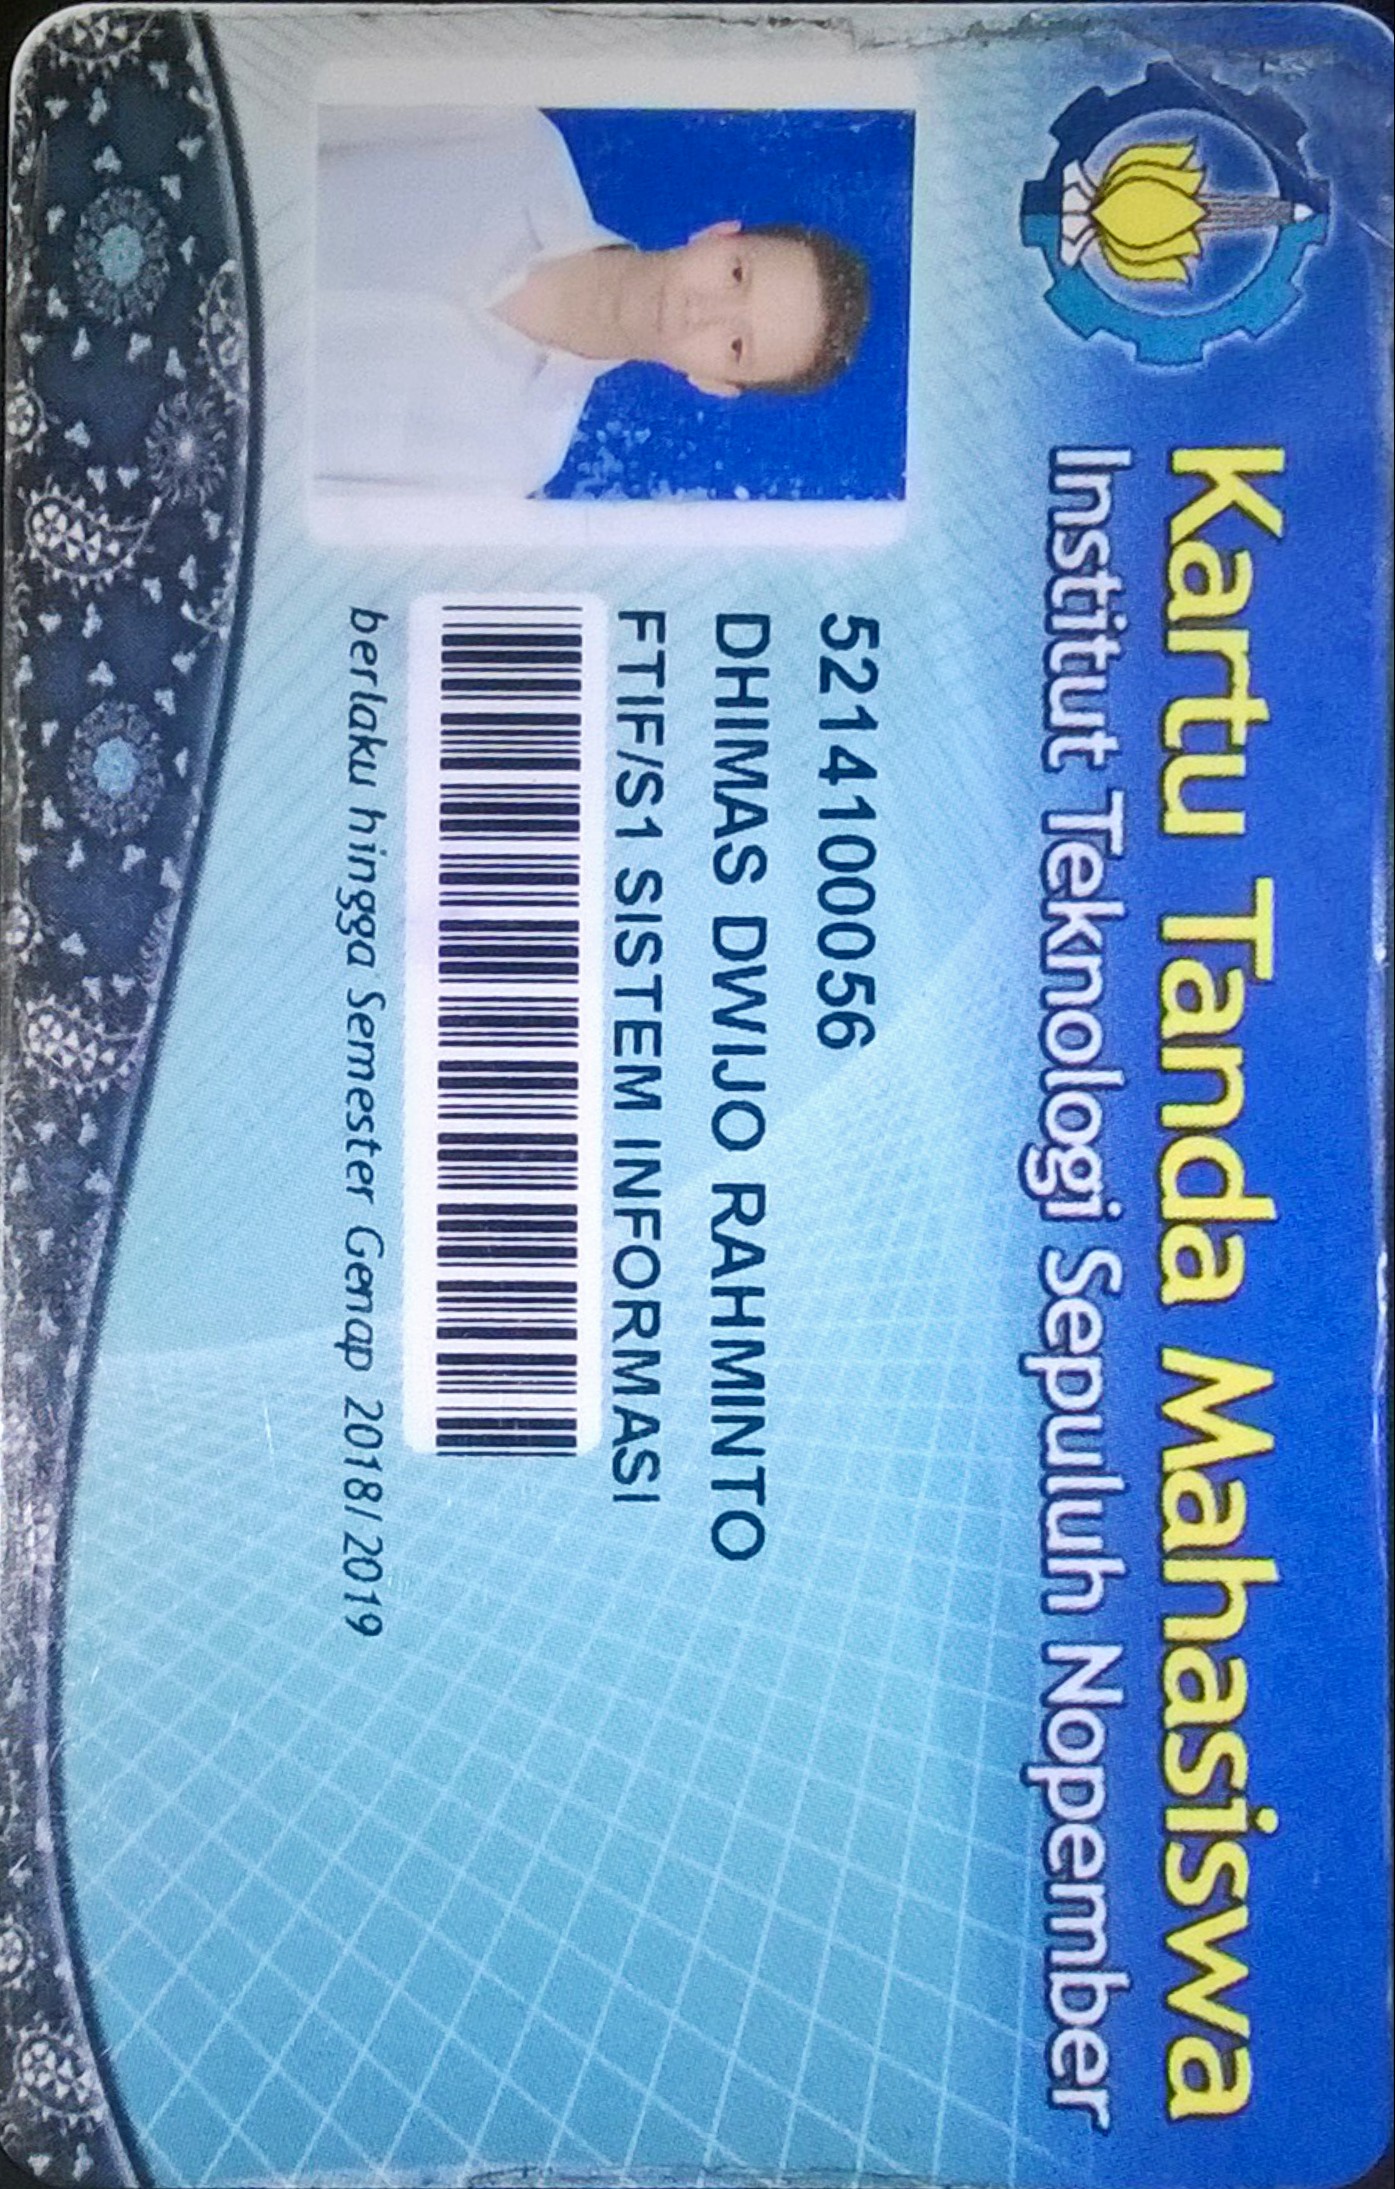 Kartu Tanda Mahasiswa
Institut Teknologi Sepuluh Nopember
5214100056
DHIMAS DWIJO RAHMINTO
FTIF/S1 SISTEM INFORMASI
berlaku hingga Semester Genap 2018/2019